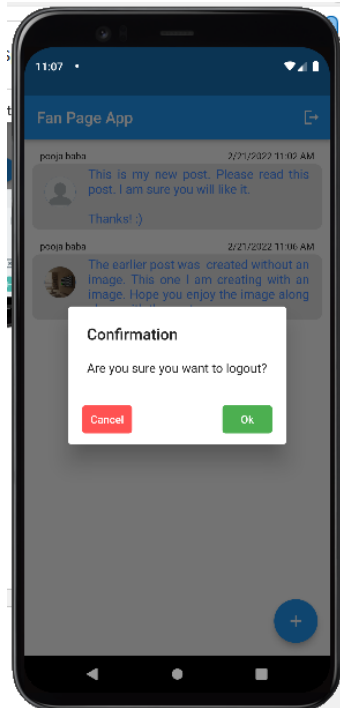 11:07
Fan Page App
pooja baba 2/21/2022 11:02 AM
This is my new post. Please read this
post. I am sure you will like it.
Thanks! :)
pooja baba 2/21/2022 11:06 AM
The earlier post was created without an
image. This one I am creating with an
image. Hope you enjoy the image along
Confirmation
Are you sure you want to logout?
Cancel Ok